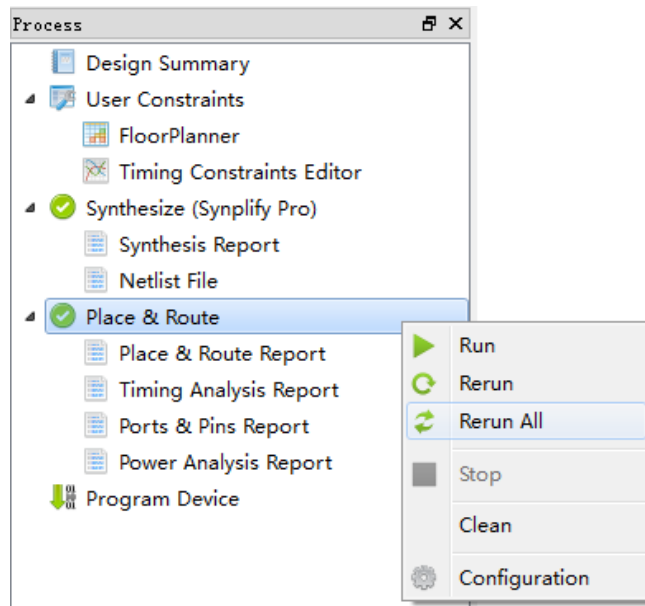 Process
Design Summary
User Constraints
FloorPlanner
Timing Constraints Editor
Synthesize (Synplify Pro)
Synthesis Report
Netlist File
Place & Route
Place & Route Report
Timing Analysis Report
Ports & Pins Report
Power Analysis Report
Program Device
Run
Rerun
Rerun All
Stop
Clean
Configuration